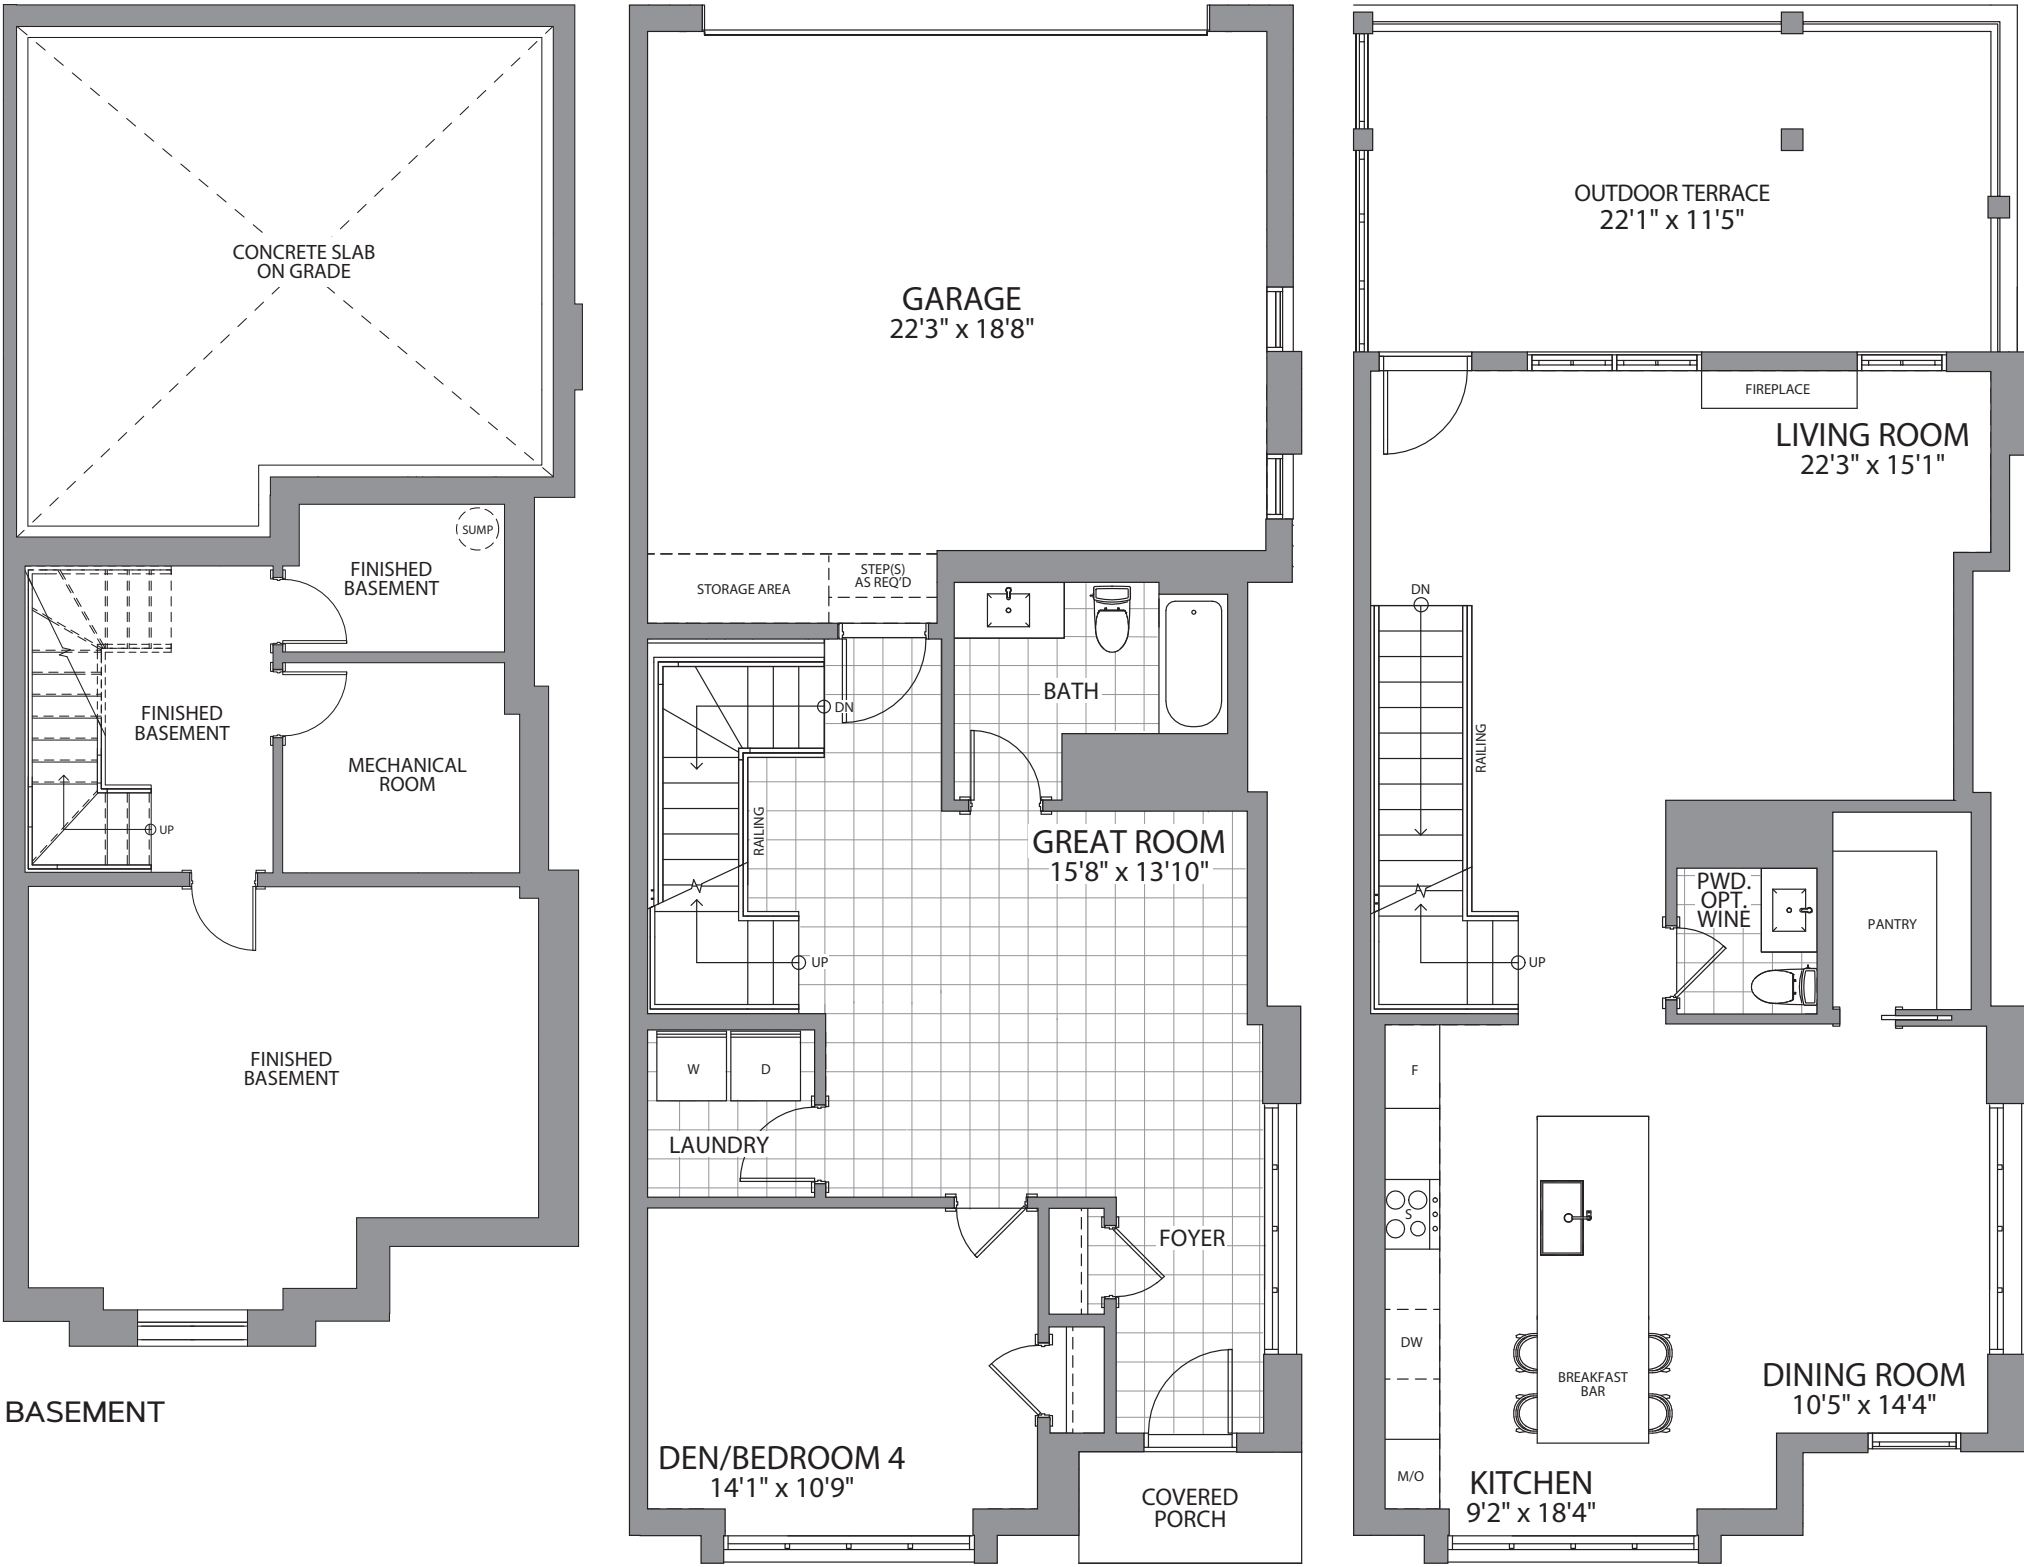 CONCRETE SLAB
ON GRADE
SUMP
FINISHED
BASEMENT
FINISHED
BASEMENT
MECHANICAL
ROOM
UP
FINISHED
BASEMENT
BASEMENT
GARAGE
22'3" x 18'8"
STORAGE AREA
STEP(S)
AS REQ'D
BATH
DN
RAILING
GREAT ROOM
15'8" x 13'10"
UP
W
D
LAUNDRY
FOYER
DEN/BEDROOM 4
14'1" x 10'9"
COVERED
PORCH
OUTDOOR TERRACE
22'1" x 11'5"
FIREPLACE
LIVING ROOM
22'3" x 15'1"
DN
RAILING
PWD.
OPT.
WINE
PANTRY
UP
F
S
DW
BREAKFAST
BAR
DINING ROOM
10'5" x 14'4"
M/O
KITCHEN
9'2" x 18'4"